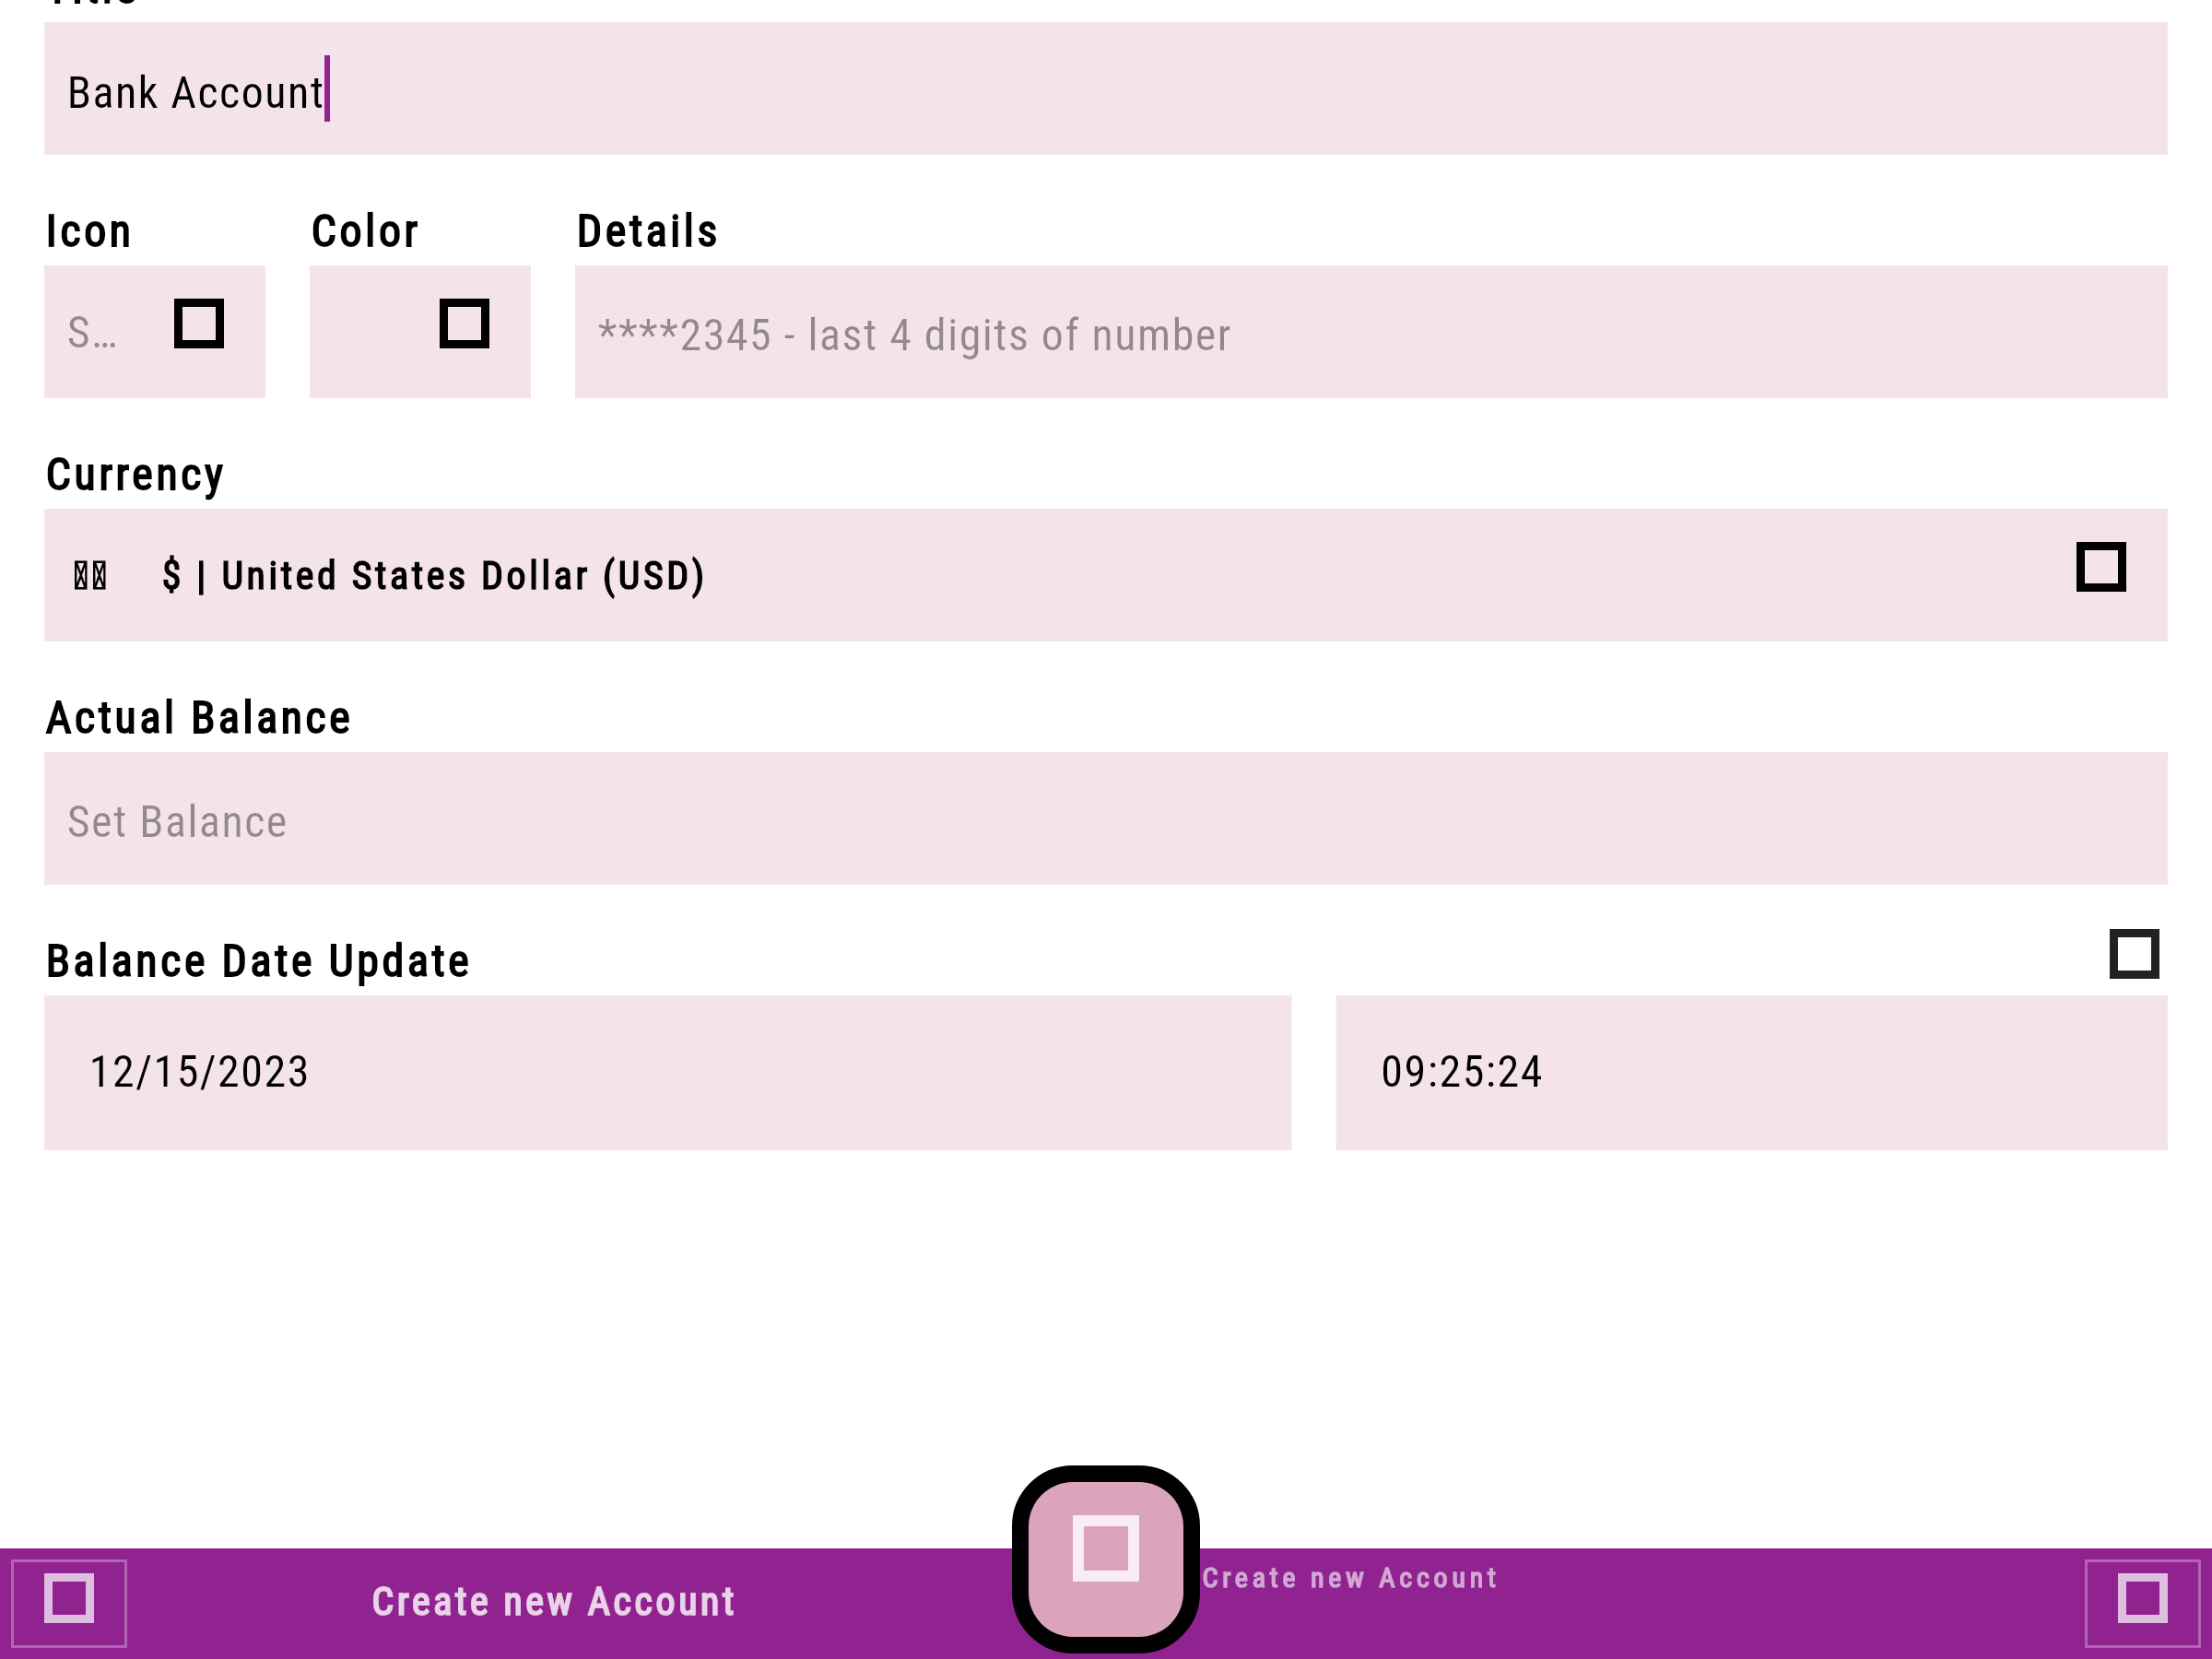 Title
Bank Account
Icon Color Details
S… ****2345 - last 4 digits of number
Currency
$ | United States Dollar (USD)
Actual Balance
Set Balance
Balance Date Update
12/15/2023 09:25:24
Create new Account Create new Account